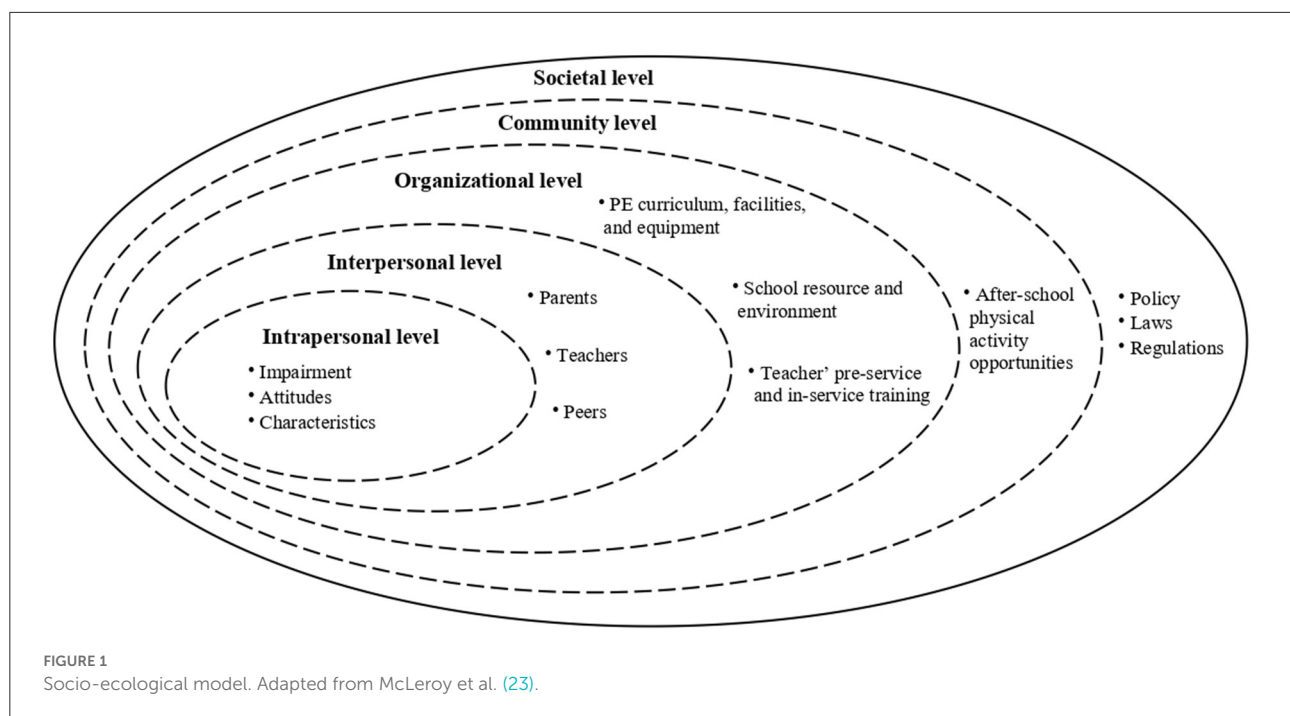 Societal level
Community level
Organizational level
• PE curriculum, facilities,
and equipment
Interpersonal level
• Parents
• School resource and
environment
• After-school
physical
activity
opportunities
• Policy
• Laws
• Regulations
Intrapersonal level
• Impairment
• Attitudes
• Characteristics
• Teachers
• Peers
• Teacher’ pre-service
and in-service training
FIGURE 1
Socio-ecological model. Adapted from McLeroy et al. (23).